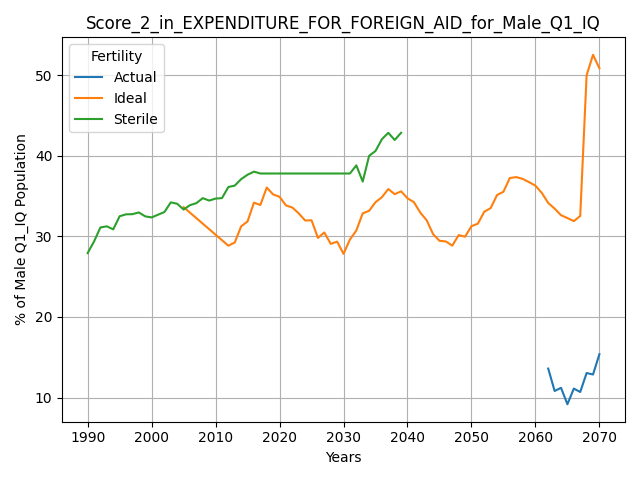 Score_2_in_EXPENDITURE_FOR_FOREIGN_AID_for_Male_Q1_IQ
Fertility
Actual
Ideal
Sterile
% of Male Q1_IQ Population
50
40
30
20
10
1990 2000 2010 2020 2030 2040 2050 2060 2070
Years